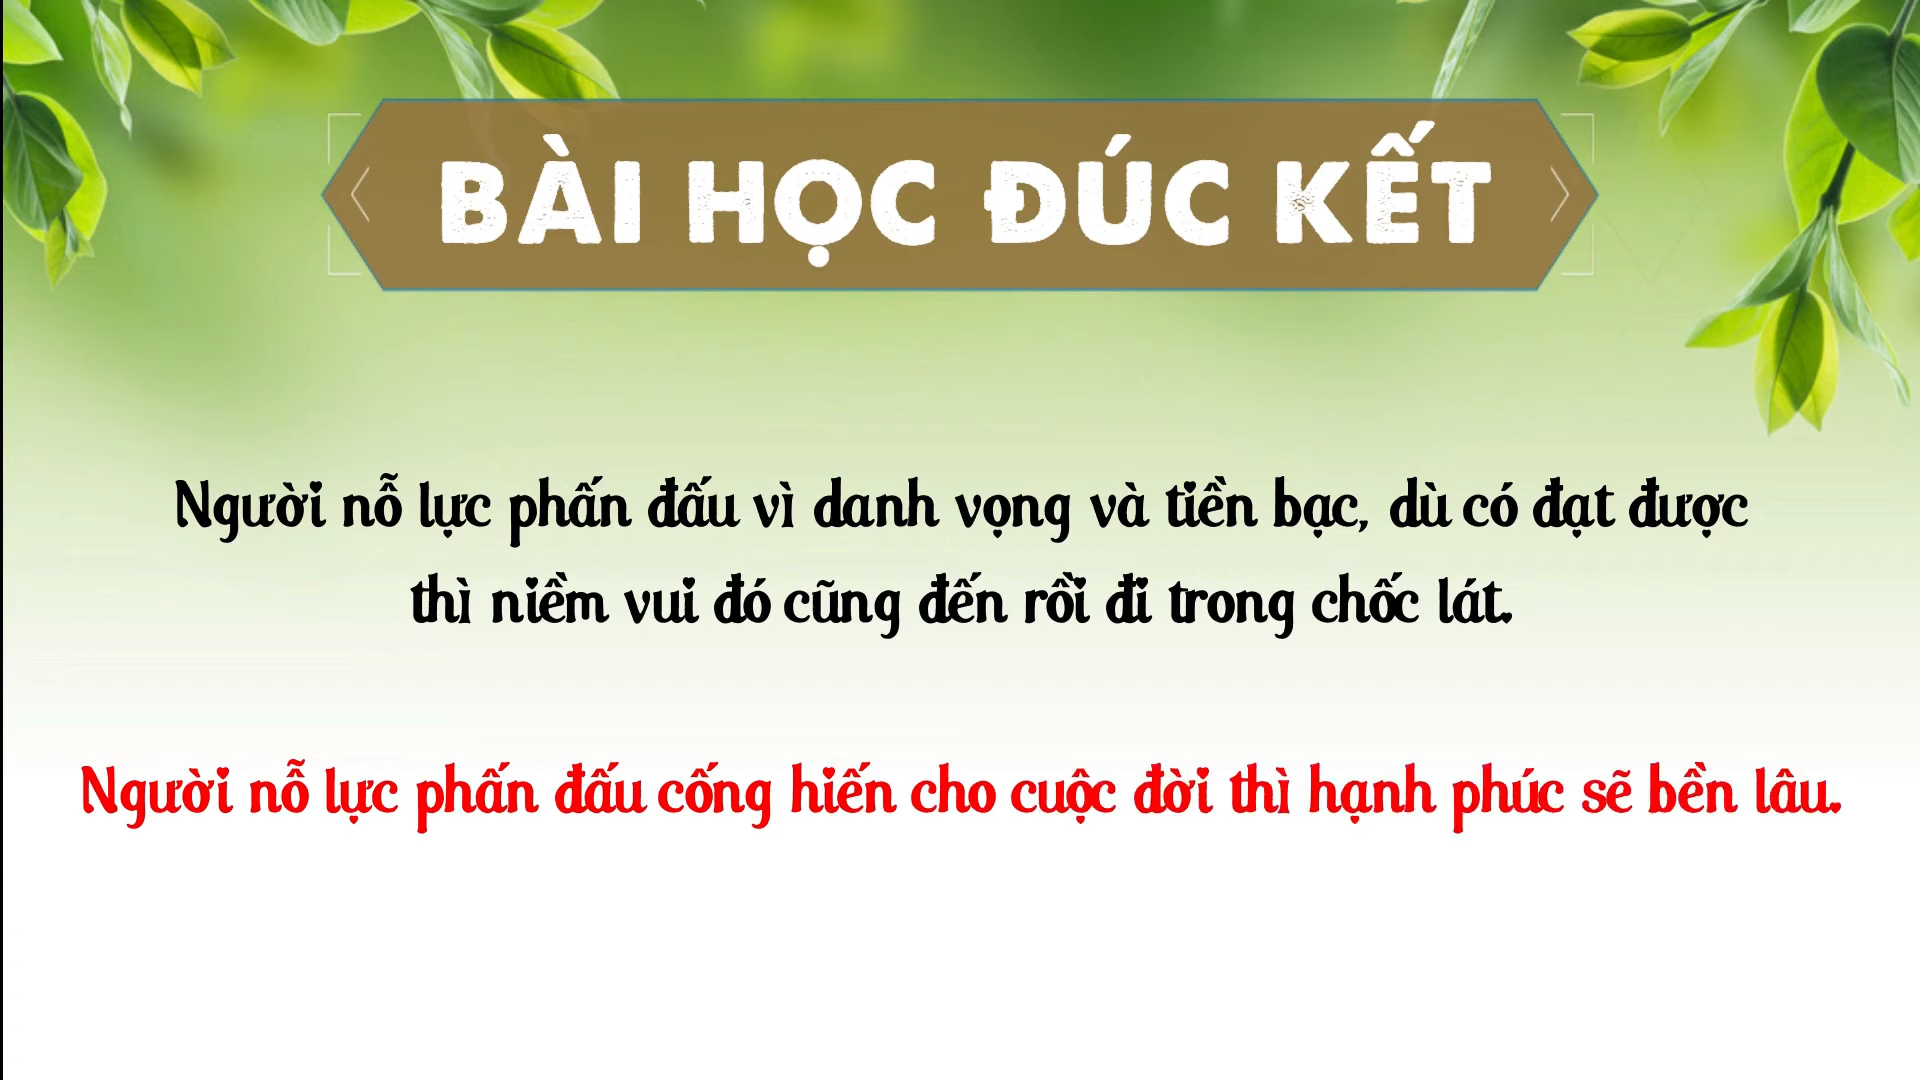 BÀI HỌC ĐÚC KẾT
Người nỗ lực phấn đấu vì danh vọng và tiền bạc, dù có đạt được
thì niềm vui đó cũng đến rồi đi trong chốc lát.
Người nỗ lực phấn đấu cống hiến cho cuộc đời thì hạnh phúc sẽ bền lâu.